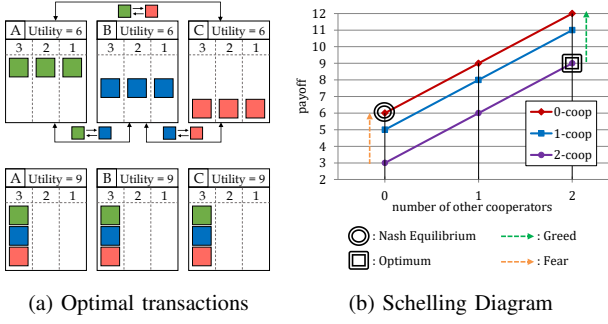 A Utility = 6
3 2 1
B Utility = 6
3 2 1
C Utility = 6
3 2 1
A Utility = 9
3 2 1
B Utility = 9
3 2 1
C Utility = 9
3 2 1
(a) Optimal transactions
payoff
12
11
10
9
8
7
6
5
4
3
2
0 1 2
number of other cooperators
0-coop
1-coop
2-coop
: Nash Equilibrium
: Greed
: Optimum
: Fear
(b) Schelling Diagram